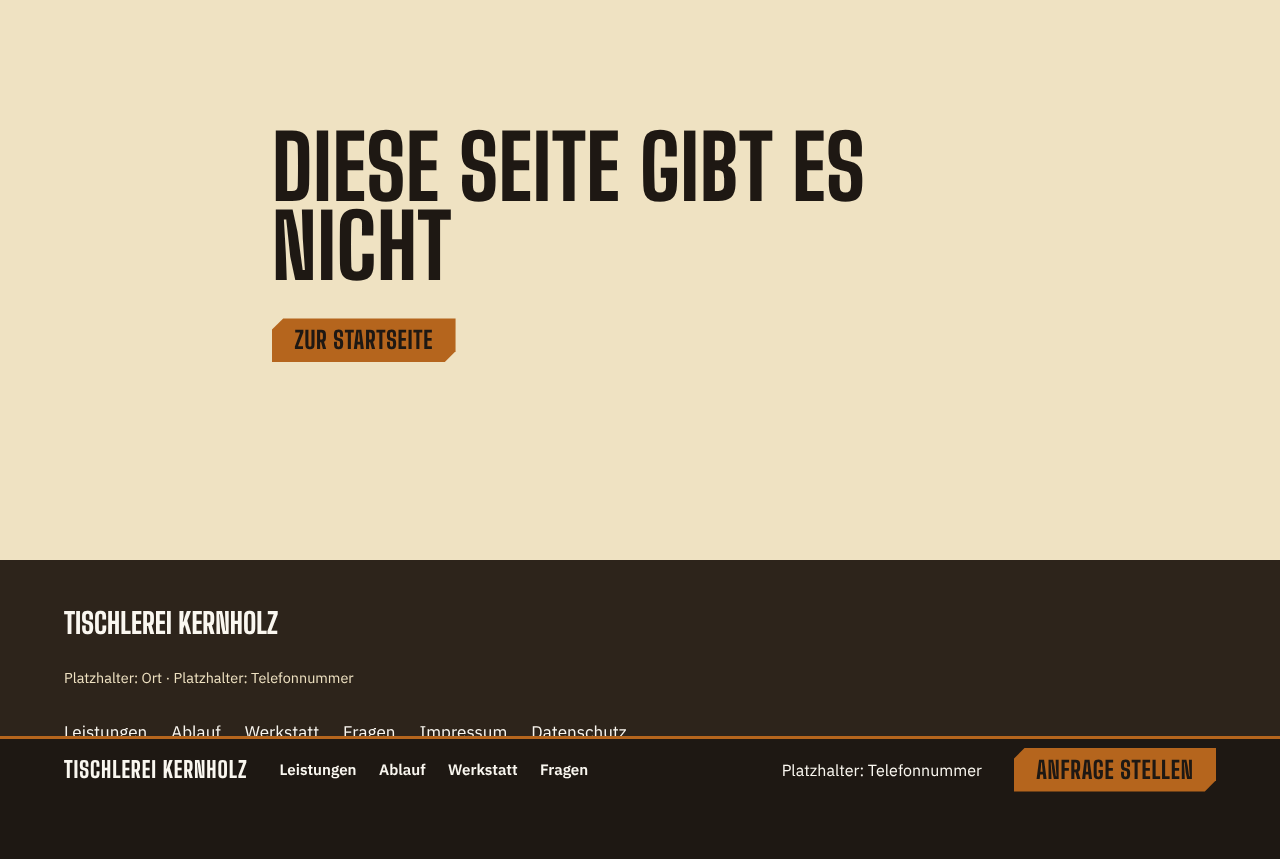 DIESE SEITE GIBT ES
NICHT
ZUR STARTSEITE
TISCHLEREI KERNHOLZ
Platzhalter: Ort · Platzhalter: Telefonnummer
Leistungen Ablauf Werkstatt Fragen Impressum Datenschutz
TISCHLEREI KERNHOLZ Leistungen Ablauf Werkstatt Fragen Platzhalter: Telefonnummer ANFRAGE STELLEN